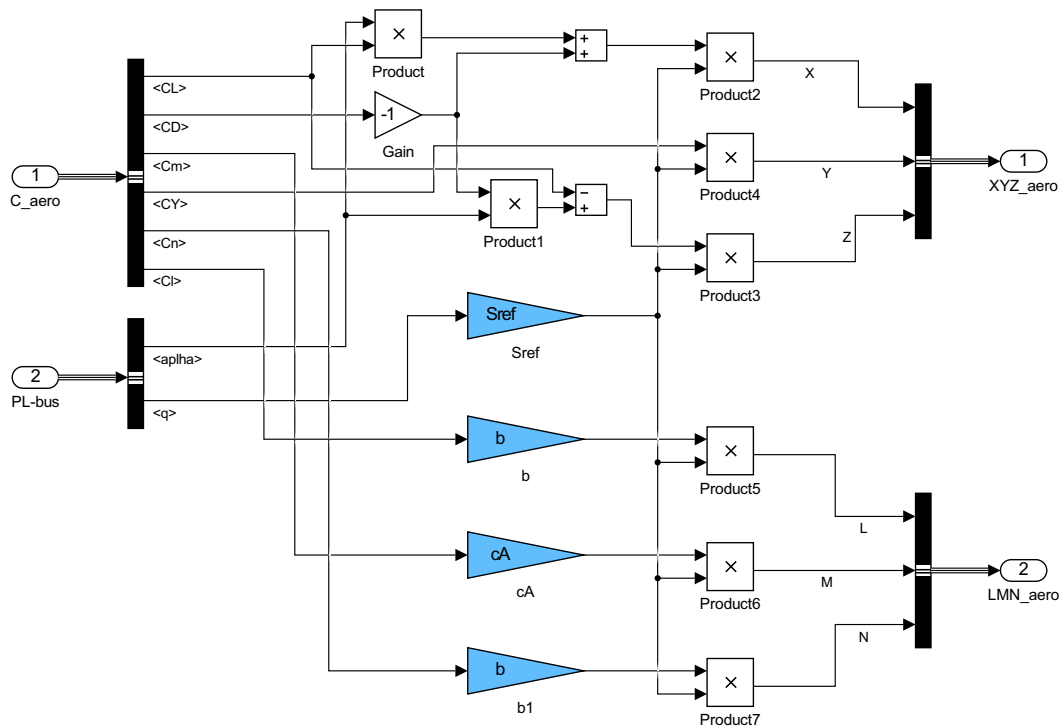 ×
Product
+
+
×
Product2
X
<CL>
<CD>
-1
Gain
<Cm>
1
C_aero
<CY>
×
Product4
Y
1
XYZ_aero
−
+
×
Product1
<Cn>
<Cl>
×
Product3
Z
Sref
Sref
<aplha>
2
PL-bus
<q>
b
b
×
Product5
L
cA
cA
×
Product6
M
2
LMN_aero
b
b1
×
Product7
N